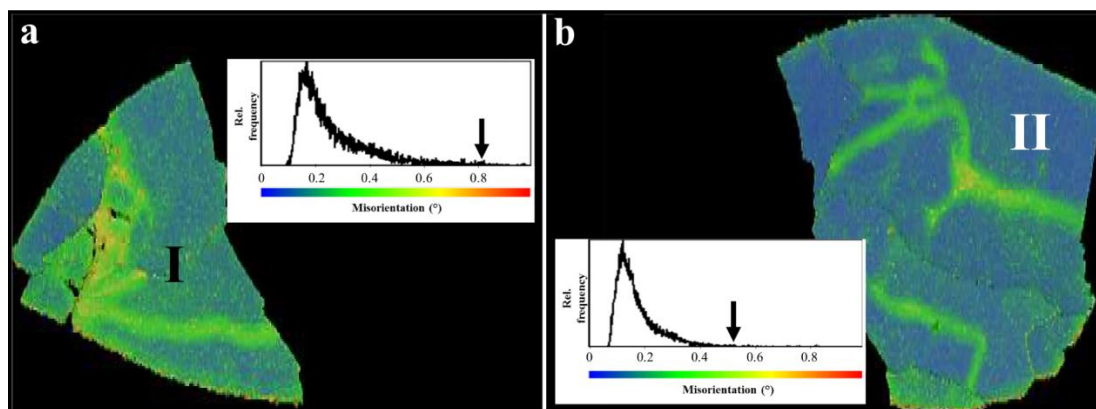 a
Rel.
frequency
0 0.2 0.4 0.6 0.8
Misorientation (°)
I
b
II
Rel.
frequency
0 0.2 0.4 0.6 0.8
Misorientation (°)